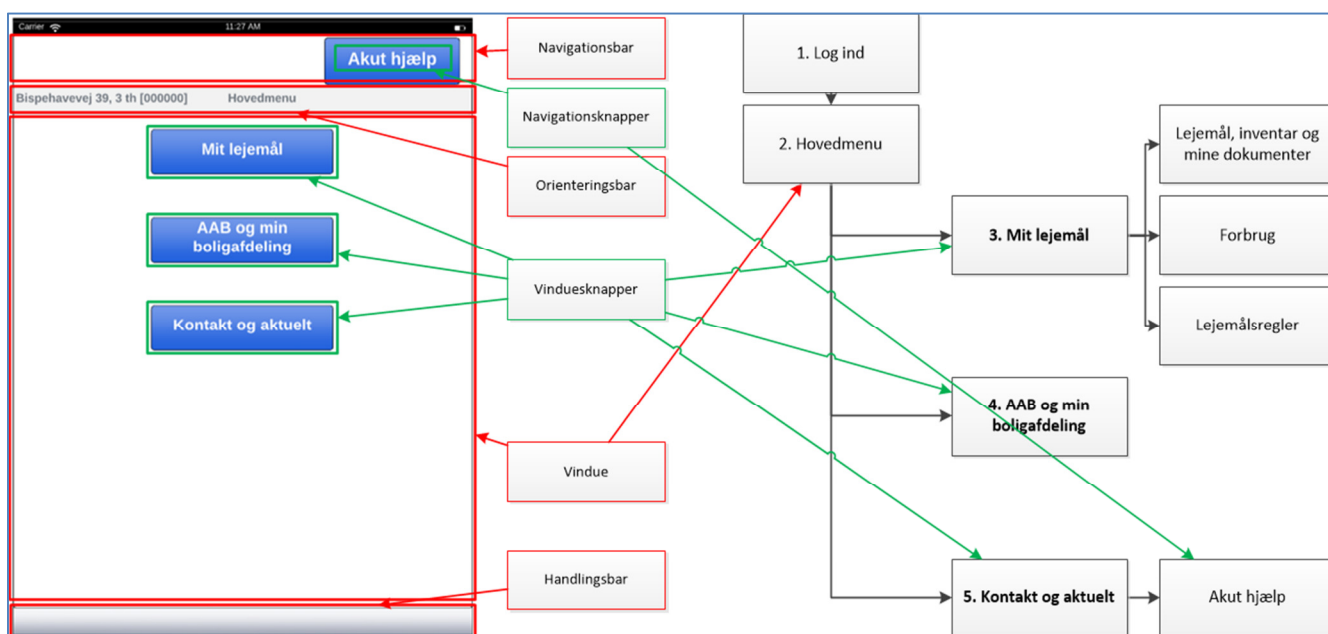 Carrier
11:27 AM
Akut hjælp
Bispehavevej 39, 3 th [000000]
Hovedmenu
Mit lejemål
AAB og min
boligafdeling
Kontakt og aktuelt
Navigationsbar
Navigationsknapper
Orienteringsbar
Vinduesknapper
Vindue
Handlingsbar
1. Log ind
2. Hovedmenu
3. Mit lejemål
4. AAB og min
boligafdeling
5. Kontakt og aktuelt
Lejemål, inventar og
mine dokumenter
Forbrug
Lejemålsregler
Akut hjælp